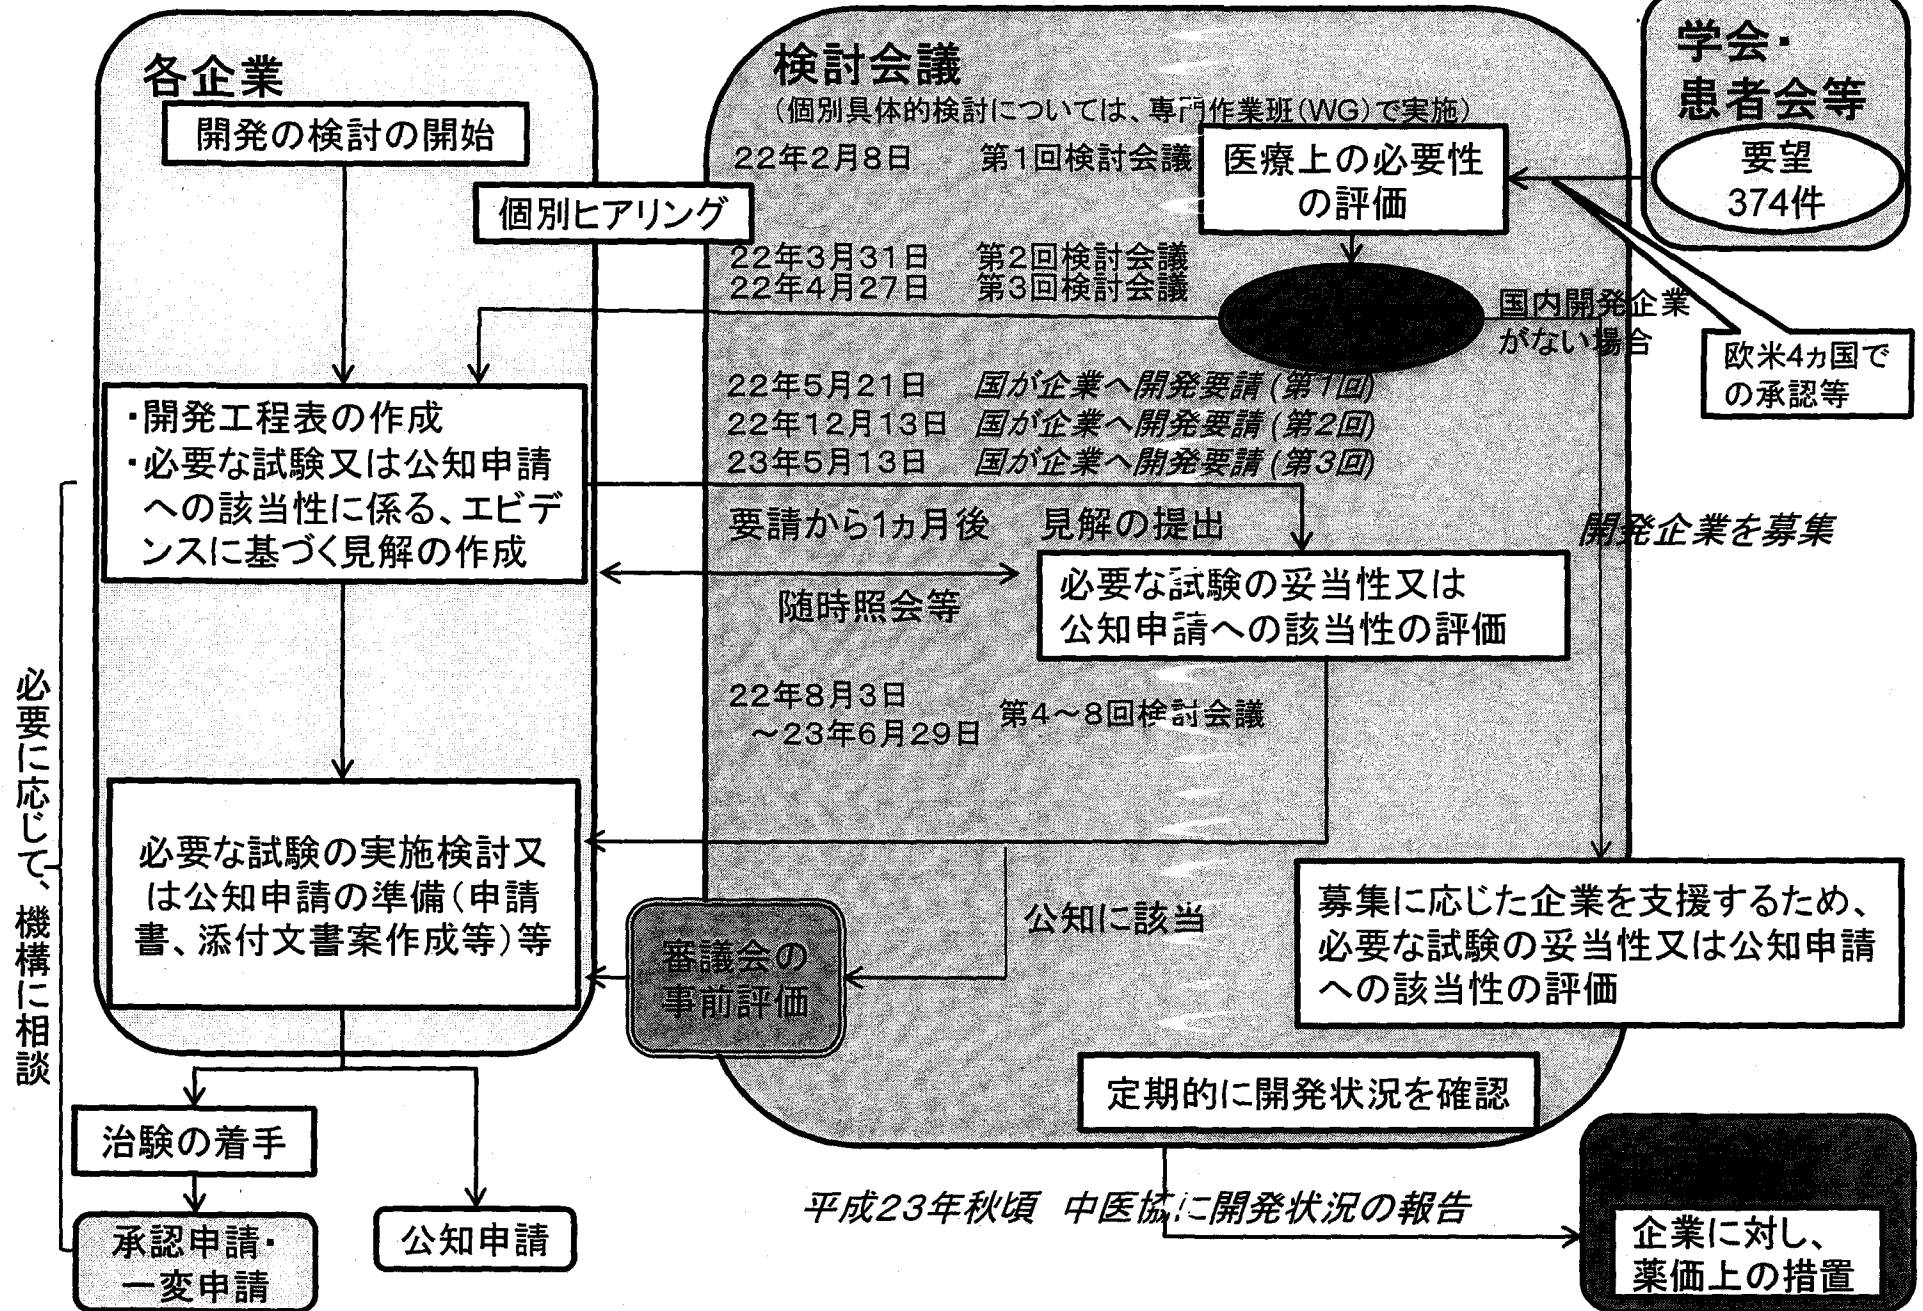 各企業
開発の検討の開始
個別ヒアリング
・開発工程表の作成
・必要な試験又は公知申請
への該当性に係る、エビデ
ンスに基づく見解の作成
必要な試験の実施検討又
は公知申請の準備(申請
書、添付文書案作成等)等
必要に応じて、機構に相談
治験の着手
承認申請・
一変申請
公知申請
検討会議
(個別具体的検討については、専門作業班(WG)で実施)
22年2月8日 第1回検討会議
医療上の必要性
の評価
22年3月31日 第2回検討会議
22年4月27日 第3回検討会議
国内開発企業
がない場合
22年5月21日 国が企業へ開発要請(第1回)
22年12月13日 国が企業へ開発要請(第2回)
23年5月13日 国が企業へ開発要請(第3回)
要請から1ヵ月後 見解の提出
随時照会等
必要な試験の妥当性又は
公知申請への該当性の評価
22年8月3日
～23年6月29日
第4～8回検討会議
公知に該当
審議会の
事前評価
開発企業を募集
募集に応じた企業を支援するため、
必要な試験の妥当性又は公知申請
への該当性の評価
定期的に開発状況を確認
平成23年秋頃 中医協に開発状況の報告
学会・
患者会等
要望
374件
欧米4ヵ国で
の承認等
企業に対し、
薬価上の措置